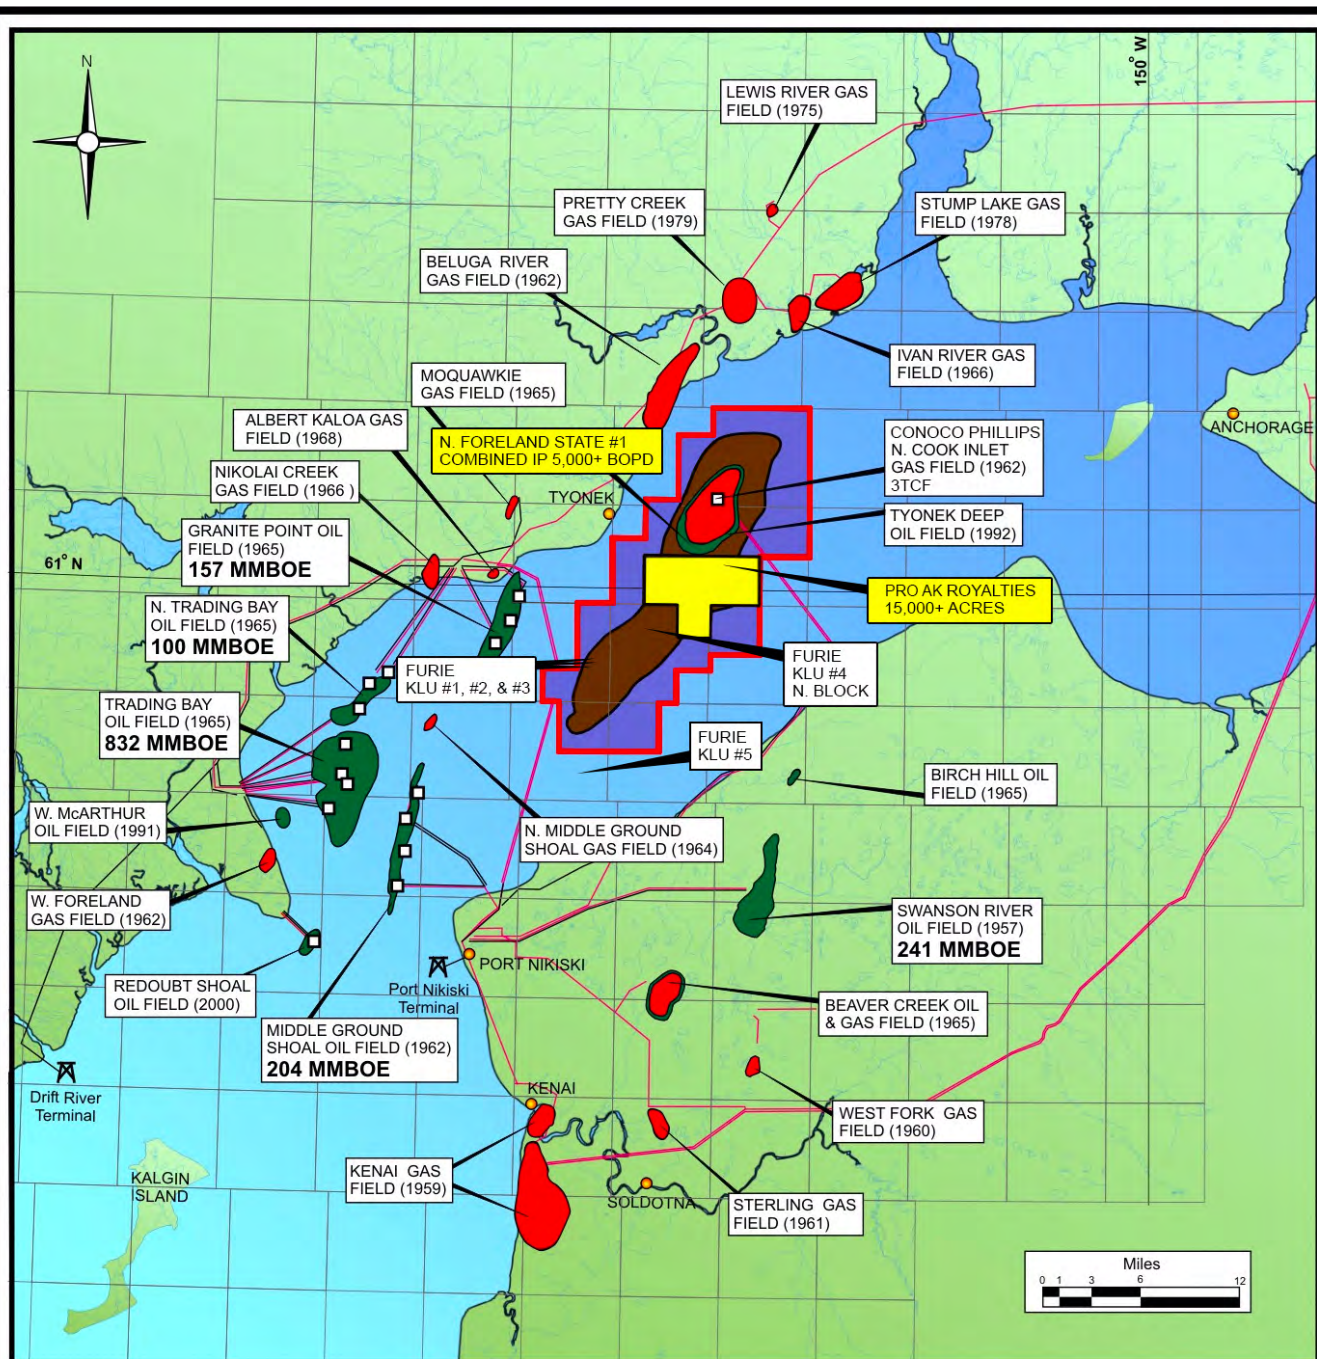 N
150° W
LEWIS RIVER GAS
FIELD (1975)
PRETTY CREEK
GAS FIELD (1979)
STUMP LAKE GAS
FIELD (1978)
BELUGA RIVER
GAS FIELD (1962)
IVAN RIVER GAS
FIELD (1966)
MOQUAWKIE
GAS FIELD (1965)
ALBERT KALOA GAS
FIELD (1968)
N. FORELAND STATE #1
COMBINED IP 5,000+ BOPD
CONOCO PHILLIPS
N. COOK INLET
GAS FIELD (1962)
3TCF
ANCHORAGE
NIKOLAI CREEK
GAS FIELD (1966 )
TYONEK
TYONEK DEEP
OIL FIELD (1992)
GRANITE POINT OIL
FIELD (1965)
157 MMBOE
61° N
PRO AK ROYALTIES
15,000+ ACRES
N. TRADING BAY
OIL FIELD (1965)
100 MMBOE
FURIE
KLU #1, #2, & #3
FURIE
KLU #4
N. BLOCK
TRADING BAY
OIL FIELD (1965)
832 MMBOE
FURIE
KLU #5
BIRCH HILL OIL
FIELD (1965)
W. McARTHUR
OIL FIELD (1991)
N. MIDDLE GROUND
SHOAL GAS FIELD (1964)
W. FORELAND
GAS FIELD (1962)
SWANSON RIVER
OIL FIELD (1957)
241 MMBOE
PORT NIKISKI
REDOUBT SHOAL
OIL FIELD (2000)
Port Nikiski
Terminal
BEAVER CREEK OIL
& GAS FIELD (1965)
MIDDLE GROUND
SHOAL OIL FIELD (1962)
204 MMBOE
Drift River
Terminal
KENAI
WEST FORK GAS
FIELD (1960)
KENAI GAS
FIELD (1959)
KALGIN
SLAND
SOLDOTNA
STERLING GAS
FIELD (1961)
Miles
0 1 3 6 12